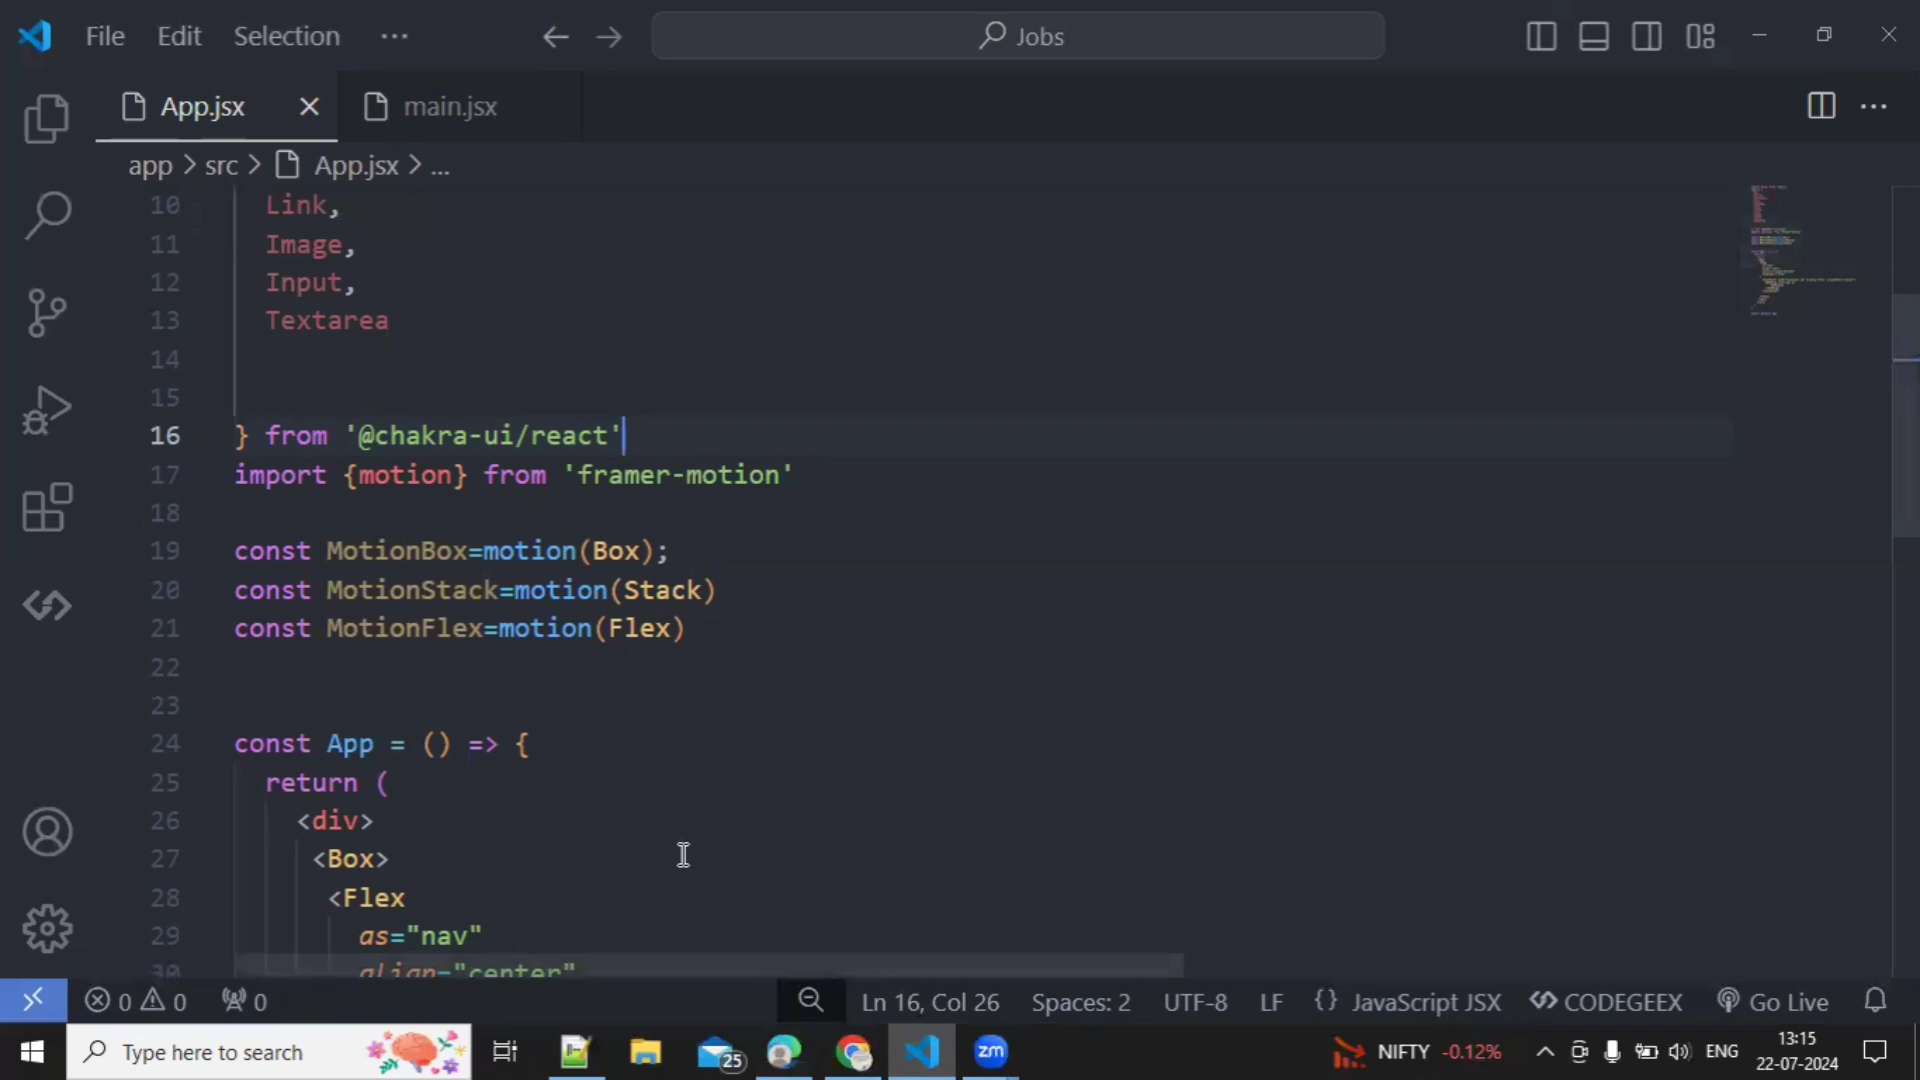 File Edit Selection ··· Jobs
App.jsx main.jsx ···
app > src > App.jsx > ...
10 Link,
11 Image,
12 Input,
13 Textarea
14
15
16 } from '@chakra-ui/react'
17 import {motion} from 'framer-motion'
18
19 const MotionBox=motion(Box);
20 const MotionStack=motion(Stack)
21 const MotionFlex=motion(Flex)
22
23
24 const App = () => {
25 return (
26 <div>
27 <Box>
28 <Flex
29 as="nav"
30 align="center"
0 0 0 Ln 16, Col 26 Spaces: 2 UTF-8 LF {} JavaScript JSX CODEGEEX Go Live
Type here to search 25 zm NIFTY -0.12% ENG 13:15
22-07-2024